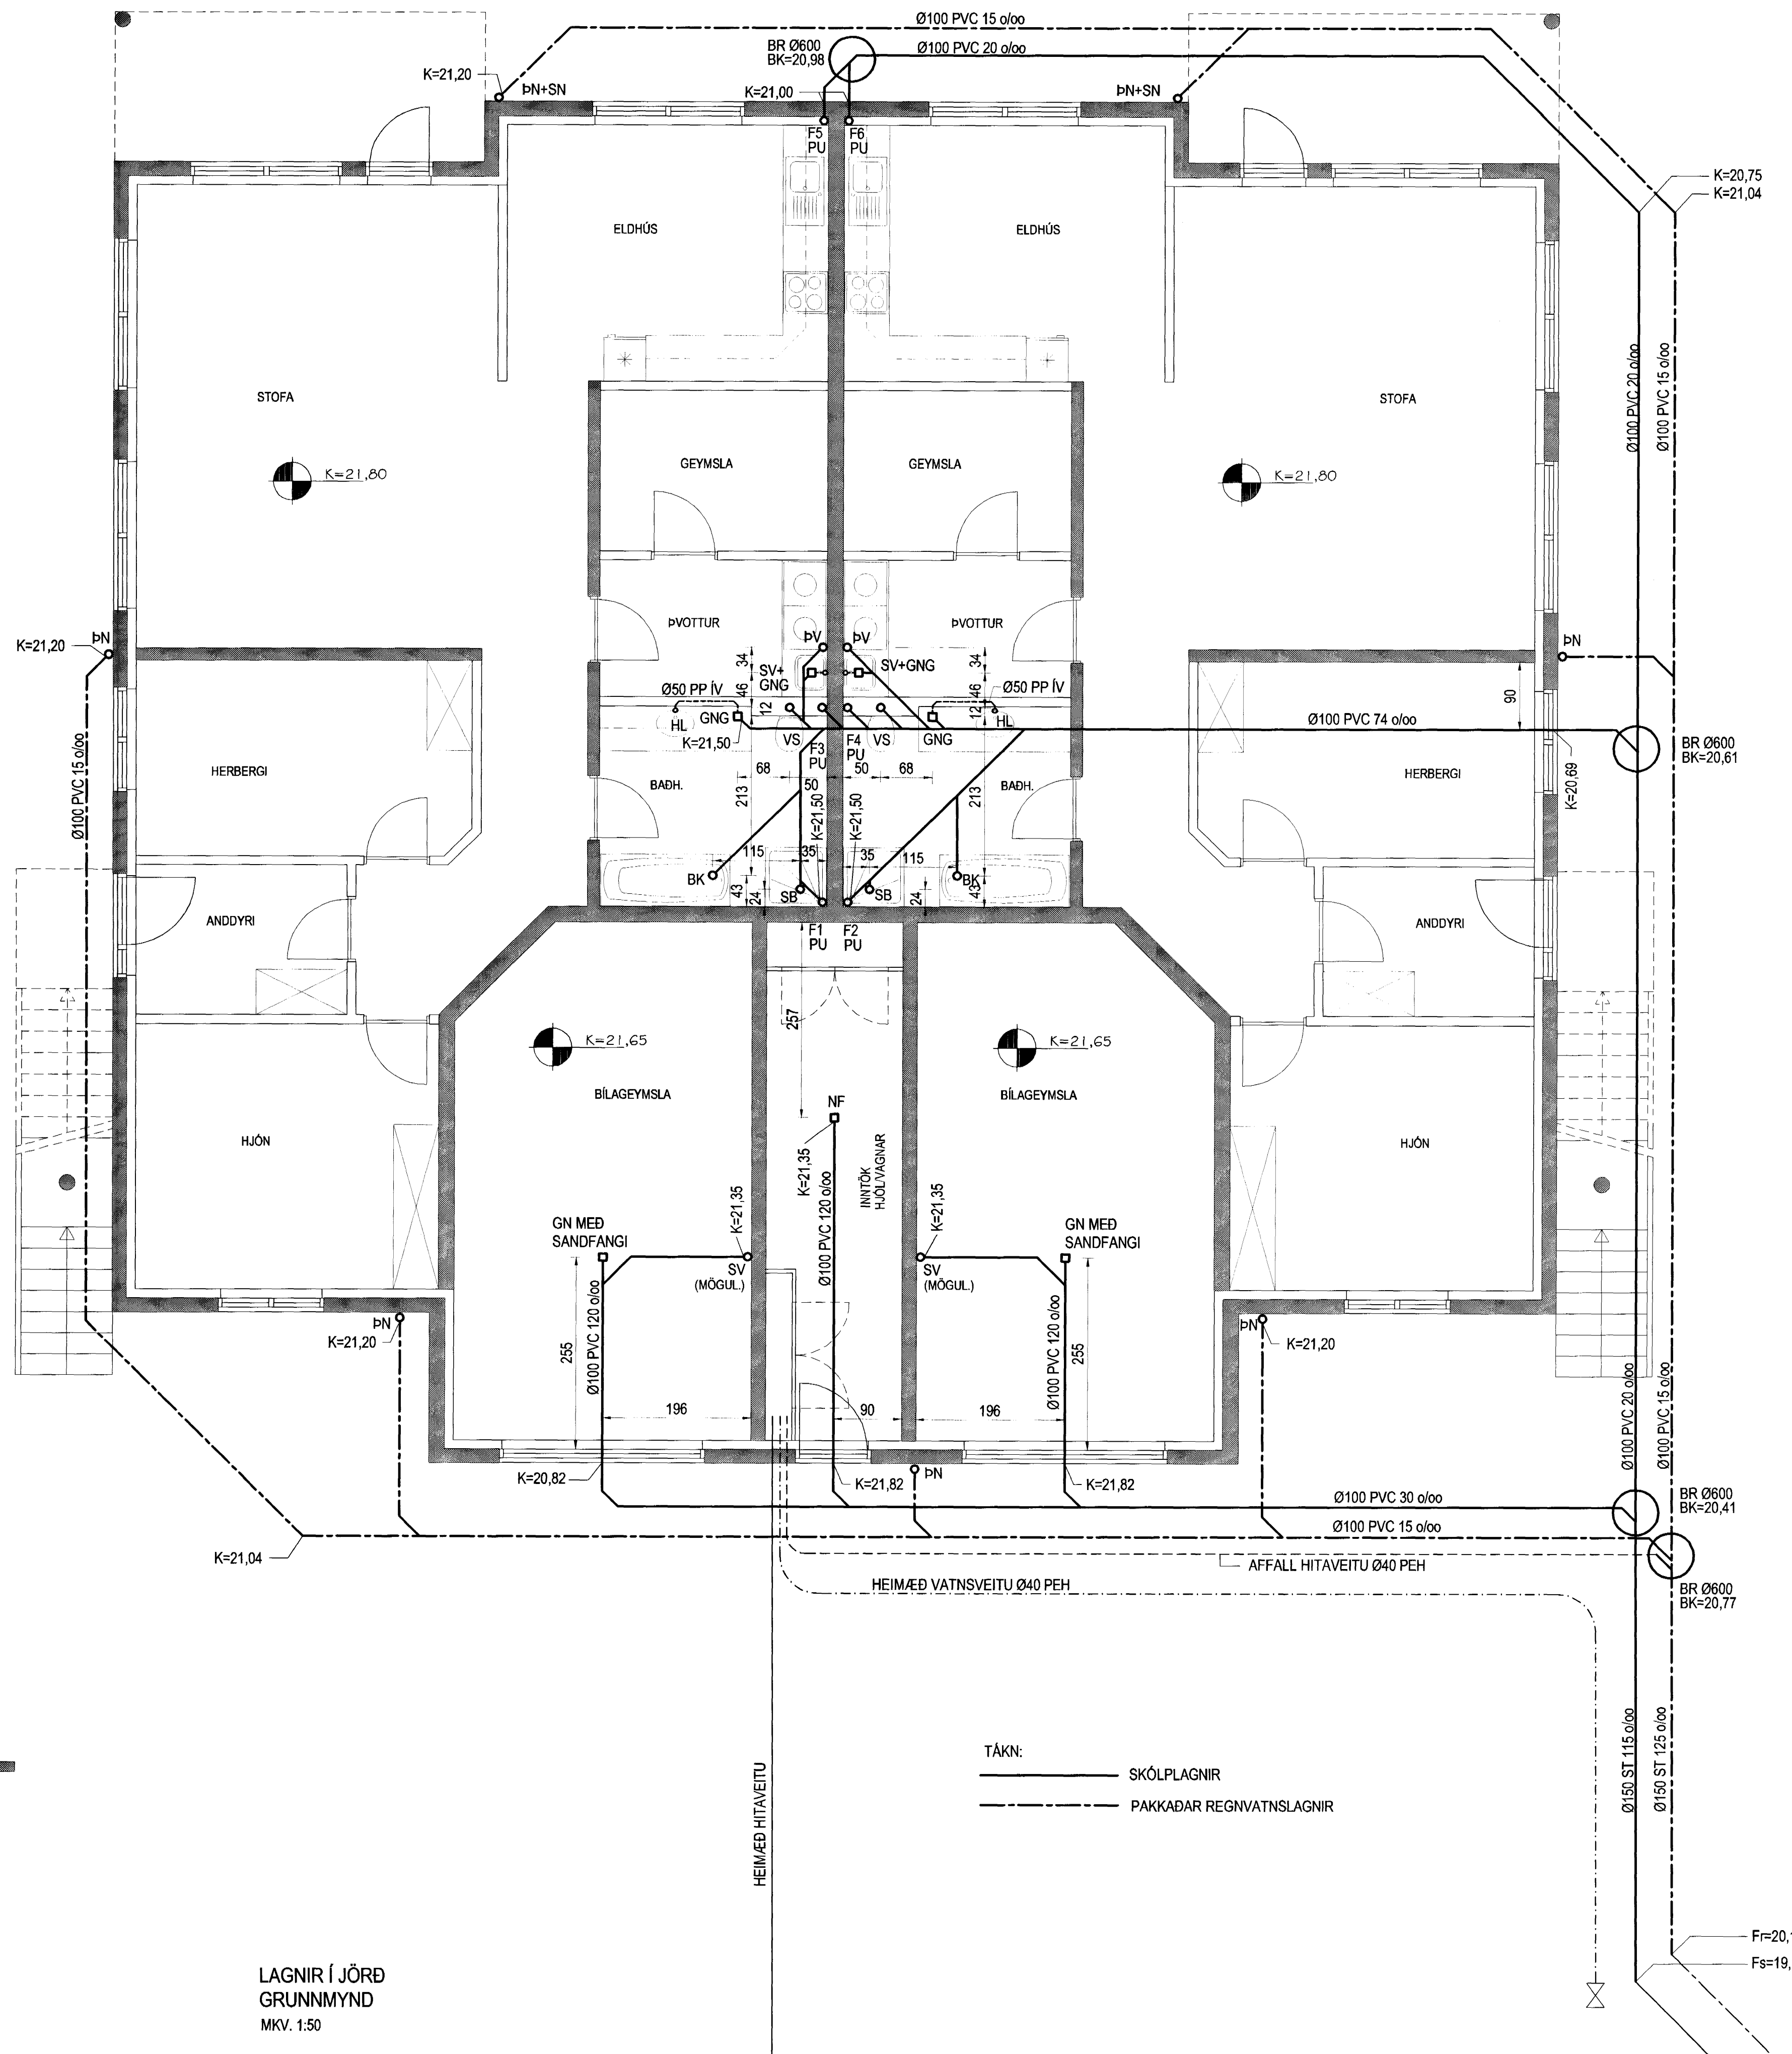 Ø100 PVC 15 o/oo
BR Ø600
BK=20,98
Ø100 PVC 20 o/oo
K=21,20
ÞN+SN
K=21,00
ÞN+SN
F5
PU
F6
PU
K=20,75
K=21,04
ELDHÚS
ELDHÚS
STOFA
STOFA
Ø100 PVC 20 o/oo
Ø100 PVC 15 o/oo
GEYMSLA
GEYMSLA
K=21,80
K=21,80
ÞVOTTUR
ÞVOTTUR
K=21,20
ÞN
ÞV
ÞV
ÞN
34
34
SV+
GNG
SV+GNG
46
46
Ø50 PP ÍV
Ø50 PP ÍV
12
12
HL
GNG
K=21,50
VS
F3
PU
F4
PU
VS
GNG
HL
90
Ø100 PVC 74 o/oo
BR Ø600
BK=20,61
K=20,69
Ø100 PVC 15 o/oo
HERBERGI
HERBERGI
68
50
50
68
213
213
BAÐH.
BAÐH.
K=21,50
K=21,50
115
35
35
115
BK
SB
SB
BK
43
24
24
43
F1
PU
F2
PU
ANDDYRI
ANDDYRI
257
K=21,65
K=21,65
BÍLAGEYMSLA
BÍLAGEYMSLA
NF
HJÓN
HJÓN
K=21,35
K=21,35
K=21,35
Ø100 PVC 120 o/oo
INNTÖK
HJÓL/VAGNAR
GN MEÐ
SANDFANGI
GN MEÐ
SANDFANGI
SV
(MÖGUL.)
SV
(MÖGUL.)
ÞN
K=21,20
ÞN
K=21,20
255
Ø100 PVC 120 o/oo
Ø100 PVC 120 o/oo
255
196
90
196
Ø100 PVC 20 o/oo
Ø100 PVC 15 o/oo
K=20,82
K=21,82
ÞN
K=21,82
Ø100 PVC 30 o/oo
BR Ø600
BK=20,41
Ø100 PVC 15 o/oo
K=21,04
AFFALL HITAVEITU Ø40 PEH
HEIMÆÐ VATNSVEITU Ø40 PEH
BR Ø600
BK=20,77
TÁKN:
SKÓLPLAGNIR
PAKKAÐAR REGNVATNSLAGNIR
HEIMÆÐ HITAVEITU
Ø150 ST 115 o/oo
Ø150 ST 125 o/oo
Fr=20,
Fs=19,
LAGNIR Í JÖRÐ
GRUNNMYND
MKV. 1:50